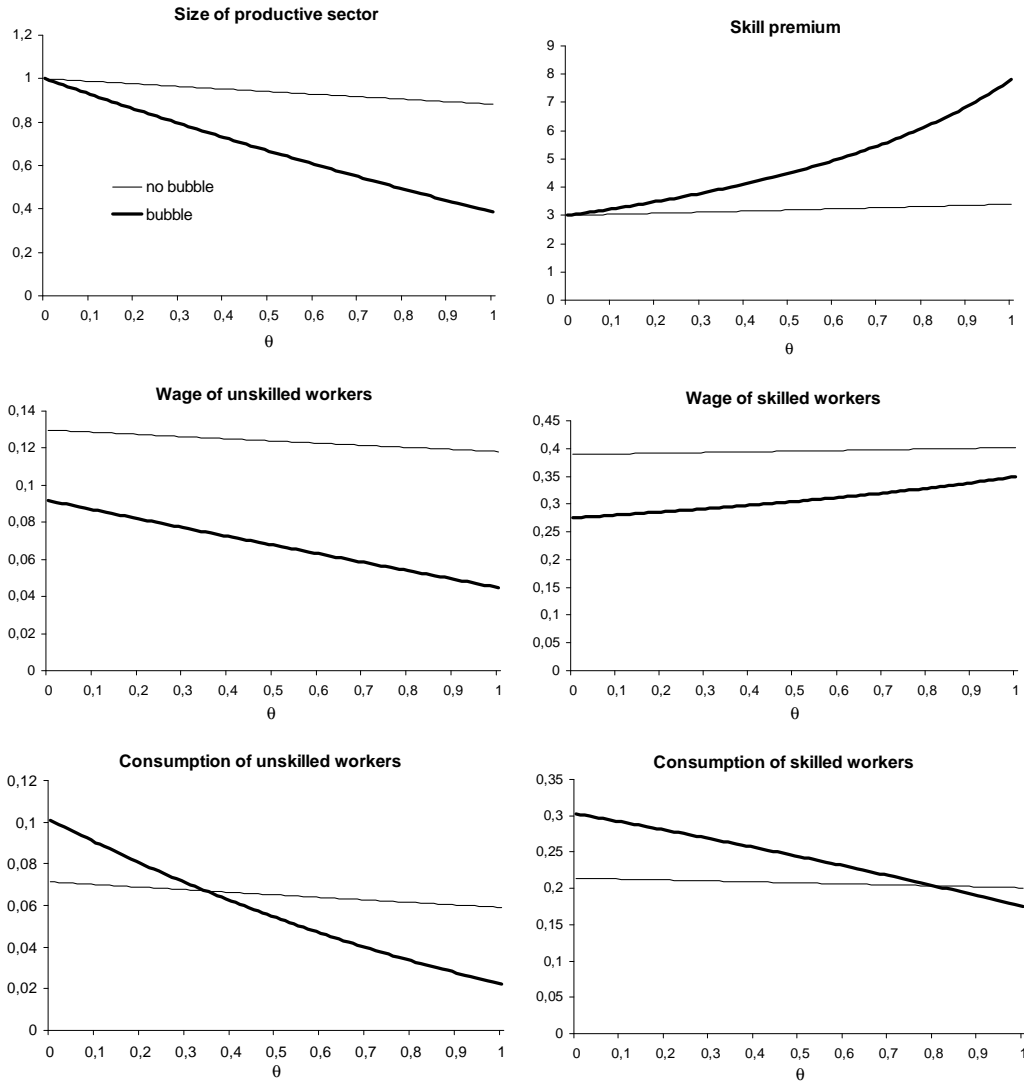 Size of productive sector
1,2
1
0,8
0,6
0,4
0,2
0
no bubble
bubble
0 0,1 0,2 0,3 0,4 0,5 0,6 0,7 0,8 0,9 1
θ
Skill premium
9
8
7
6
5
4
3
2
1
0
0 0,1 0,2 0,3 0,4 0,5 0,6 0,7 0,8 0,9 1
θ
Wage of unskilled workers
0,14
0,12
0,1
0,08
0,06
0,04
0,02
0
0 0,1 0,2 0,3 0,4 0,5 0,6 0,7 0,8 0,9 1
θ
Wage of skilled workers
0,45
0,4
0,35
0,3
0,25
0,2
0,15
0,1
0,05
0
0 0,1 0,2 0,3 0,4 0,5 0,6 0,7 0,8 0,9 1
θ
Consumption of unskilled workers
0,12
0,1
0,08
0,06
0,04
0,02
0
0 0,1 0,2 0,3 0,4 0,5 0,6 0,7 0,8 0,9 1
θ
Consumption of skilled workers
0,35
0,3
0,25
0,2
0,15
0,1
0,05
0
0 0,1 0,2 0,3 0,4 0,5 0,6 0,7 0,8 0,9 1
θ